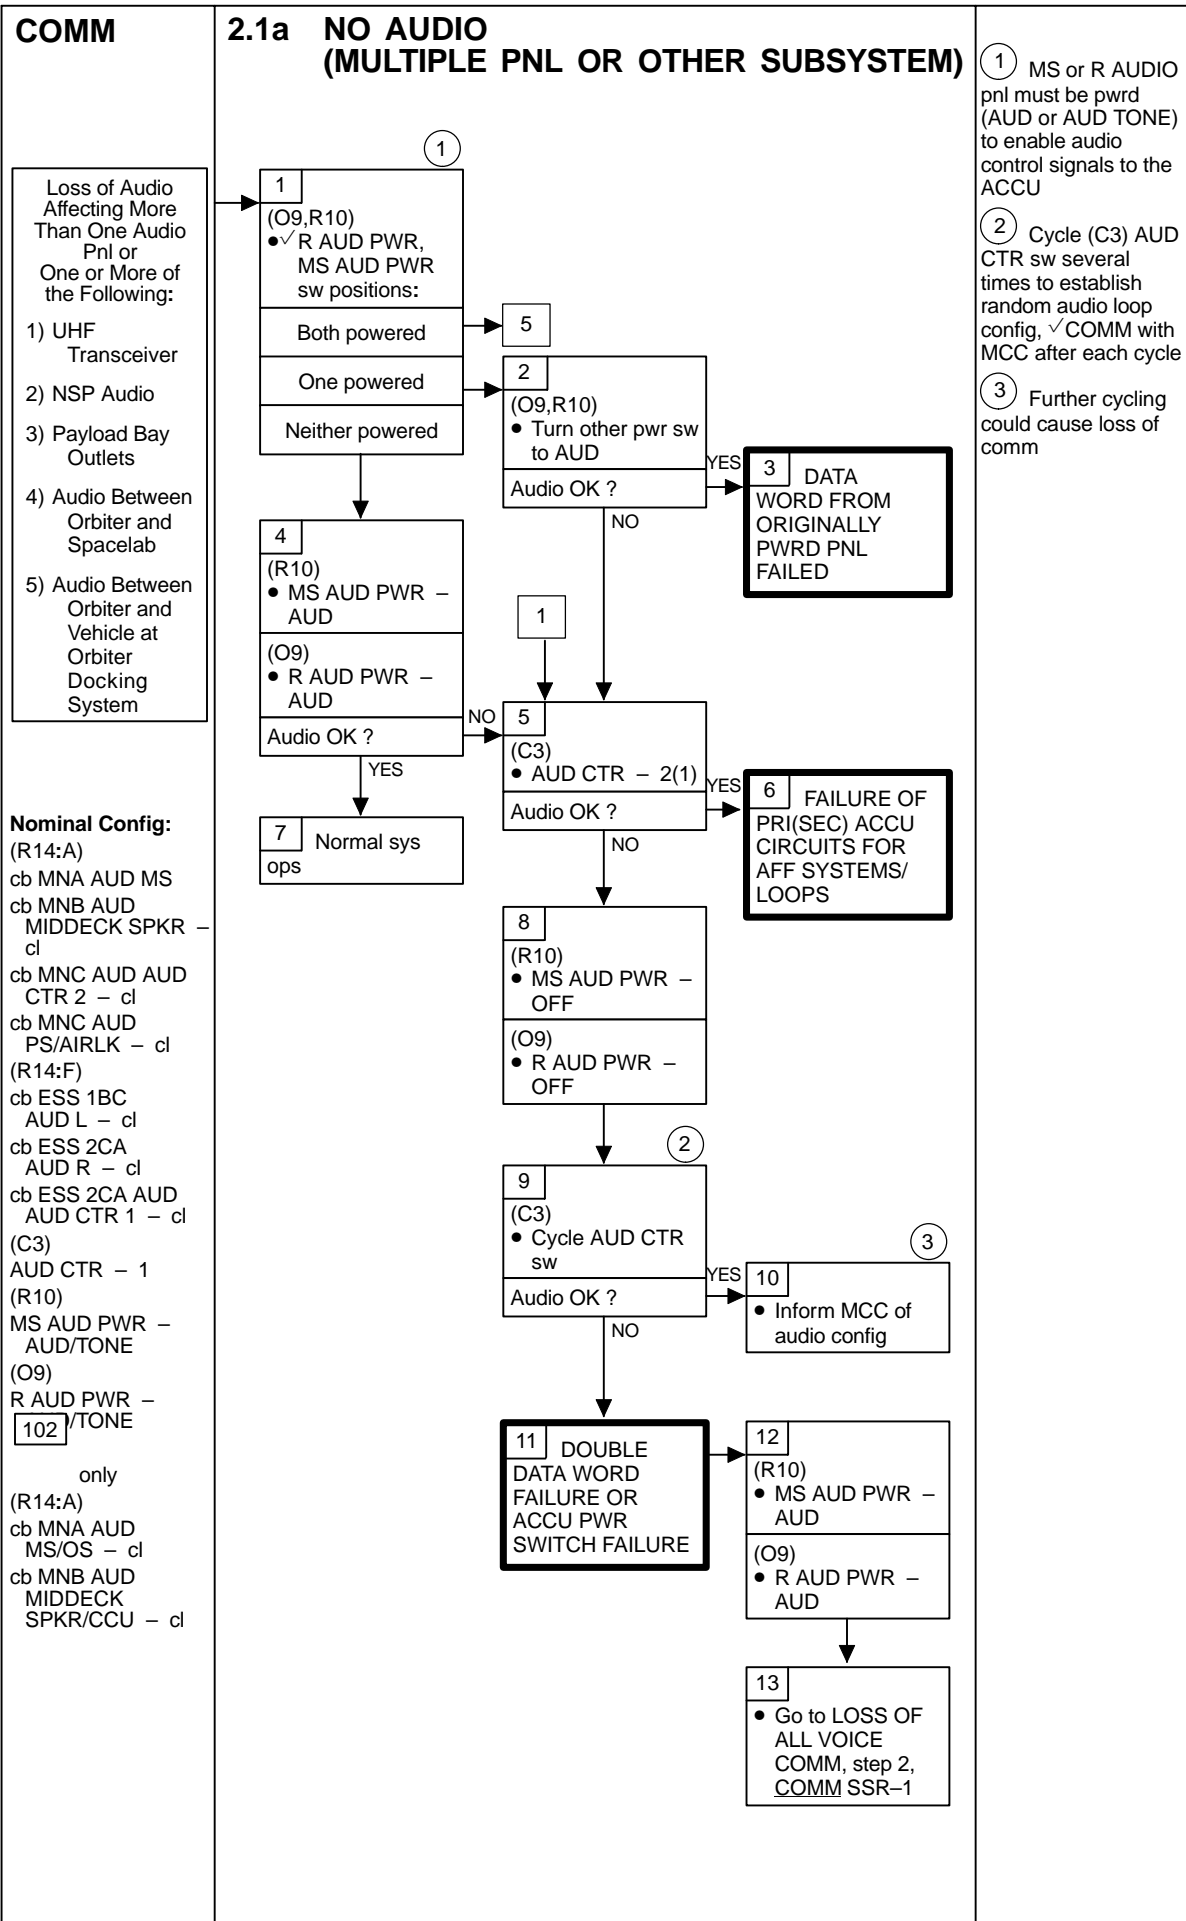 COMM
2.1a NO AUDIO
(MULTIPLE PNL OR OTHER SUBSYSTEM)
Loss of Audio
Affecting More
Than One Audio
Pnl or
One or More of
the Following:
1) UHF
Transceiver
2) NSP Audio
3) Payload Bay
Outlets
4) Audio Between
Orbiter and
Spacelab
5) Audio Between
Orbiter and
Vehicle at
Orbiter
Docking
System
Nominal Config:
(R14:A)
cb MNA AUD MS
cb MNB AUD
MIDDECK SPKR –
cl
cb MNC AUD AUD
CTR 2 – cl
cb MNC AUD
PS/AIRLK – cl
(R14:F)
cb ESS 1BC
AUD L – cl
cb ESS 2CA
AUD R – cl
cb ESS 2CA AUD
AUD CTR 1 – cl
(C3)
AUD CTR – 1
(R10)
MS AUD PWR –
AUD/TONE
(O9)
R AUD PWR –
/TONE
102
only
(R14:A)
cb MNA AUD
MS/OS – cl
cb MNB AUD
MIDDECK
SPKR/CCU – cl
1
1
(O9,R10)
•√ R AUD PWR,
MS AUD PWR
sw positions:
Both powered
One powered
Neither powered
5
2
(O9,R10)
• Turn other pwr sw
to AUD
Audio OK ?
YES
NO
3 DATA
WORD FROM
ORIGINALLY
PWRD PNL
FAILED
4
(R10)
• MS AUD PWR –
AUD
(O9)
• R AUD PWR –
AUD
Audio OK ?
NO
YES
1
5
(C3)
• AUD CTR – 2(1)
Audio OK ?
YES
NO
6 FAILURE OF
PRI(SEC) ACCU
CIRCUITS FOR
AFF SYSTEMS/
LOOPS
7 Normal sys
ops
8
(R10)
• MS AUD PWR –
OFF
(O9)
• R AUD PWR –
OFF
2
9
(C3)
• Cycle AUD CTR
sw
Audio OK ?
YES
NO
3
10
• Inform MCC of
audio config
11 DOUBLE
DATA WORD
FAILURE OR
ACCU PWR
SWITCH FAILURE
12
(R10)
• MS AUD PWR –
AUD
(O9)
• R AUD PWR –
AUD
13
• Go to LOSS OF
ALL VOICE
COMM, step 2,
COMM SSR–1
1 MS or R AUDIO
pnl must be pwrd
(AUD or AUD TONE)
to enable audio
control signals to the
ACCU
2 Cycle (C3) AUD
CTR sw several
times to establish
random audio loop
config, √COMM with
MCC after each cycle
3 Further cycling
could cause loss of
comm